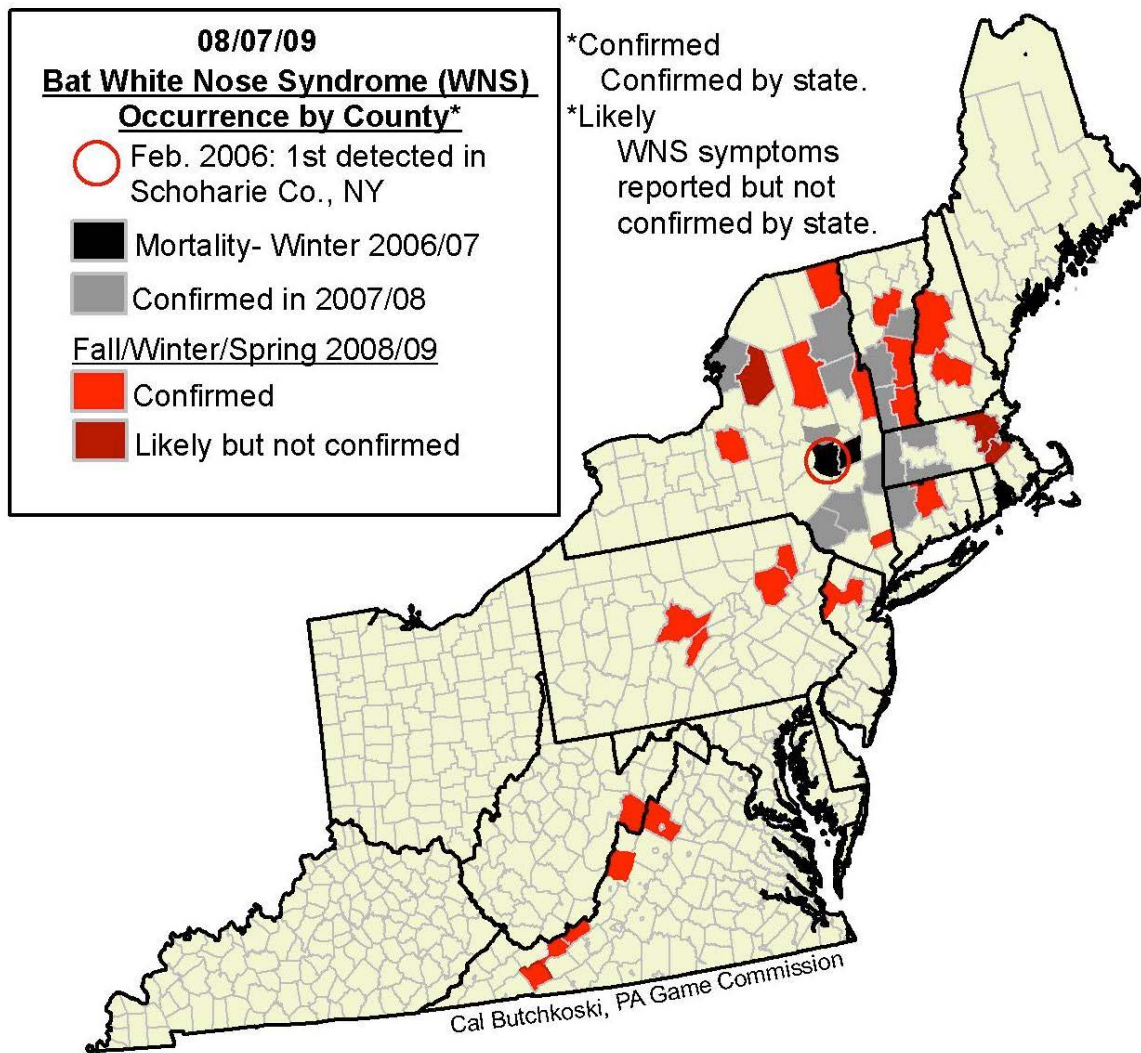 08/07/09
Bat White Nose Syndrome (WNS)
Occurrence by County*
Feb. 2006: 1st detected in
Schoharie Co., NY
Mortality- Winter 2006/07
Confirmed in 2007/08
Fall/Winter/Spring 2008/09
Confirmed
Likely but not confirmed
*Confirmed
Confirmed by state.
*Likely
WNS symptoms
reported but not
confirmed by state.
Cal Butchkoski, PA Game Commission